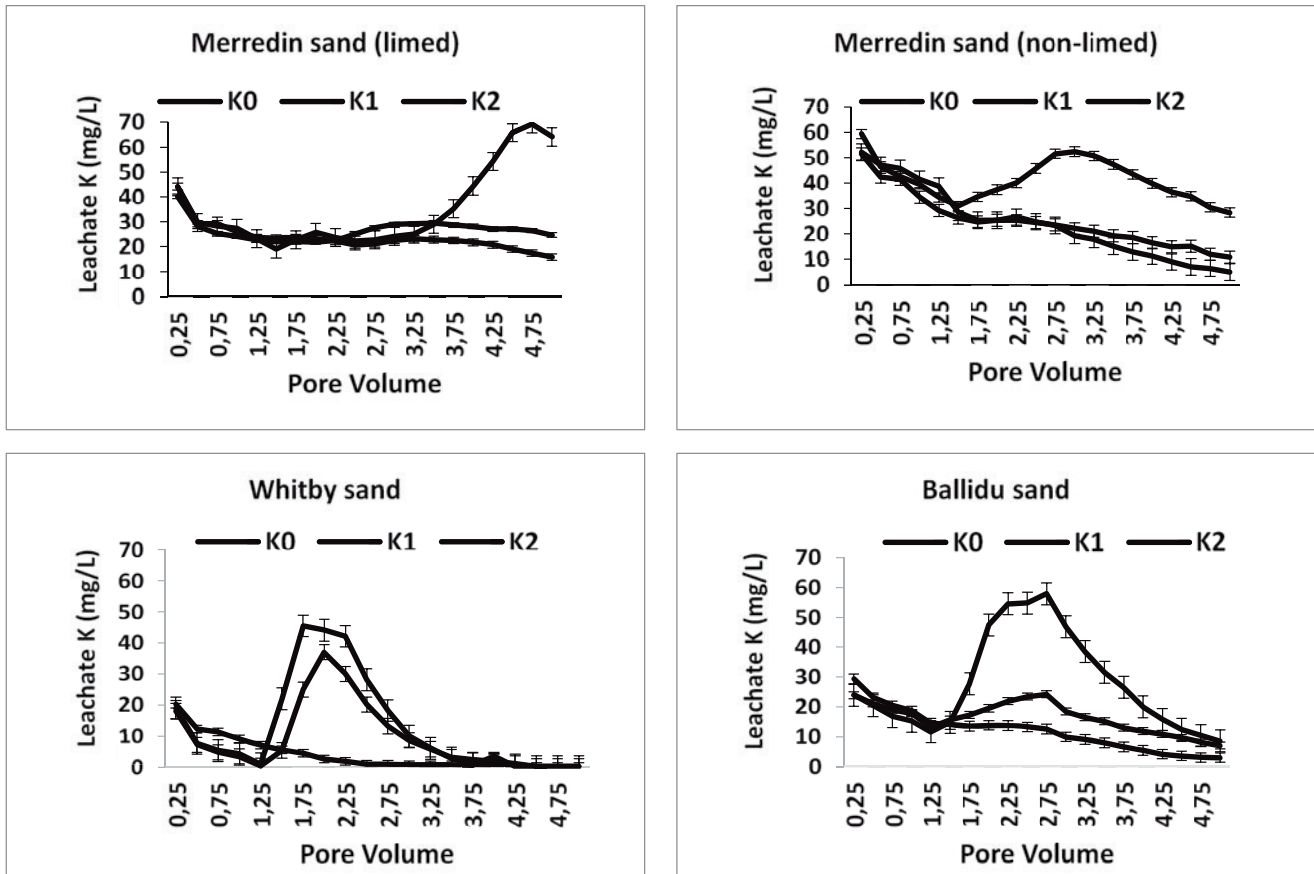 Merredin sand (limed)
K0 K1 K2
Leachate K (mg/L)
70
60
50
40
30
20
10
0
0,25 0,75 1,25 1,75 2,25 2,75 3,25 3,75 4,25 4,75
Pore Volume
Merredin sand (non-limed)
K0 K1 K2
Leachate K (mg/L)
70
60
50
40
30
20
10
0
0,25 0,75 1,25 1,75 2,25 2,75 3,25 3,75 4,25 4,75
Pore Volume
Whitby sand
K0 K1 K2
Leachate K (mg/L)
70
60
50
40
30
20
10
0
0,25 0,75 1,25 1,75 2,25 2,75 3,25 3,75 4,25 4,75
Pore Volume
Ballidu sand
K0 K1 K2
Leachate K (mg/L)
70
60
50
40
30
20
10
0
0,25 0,75 1,25 1,75 2,25 2,75 3,25 3,75 4,25 4,75
Pore Volume